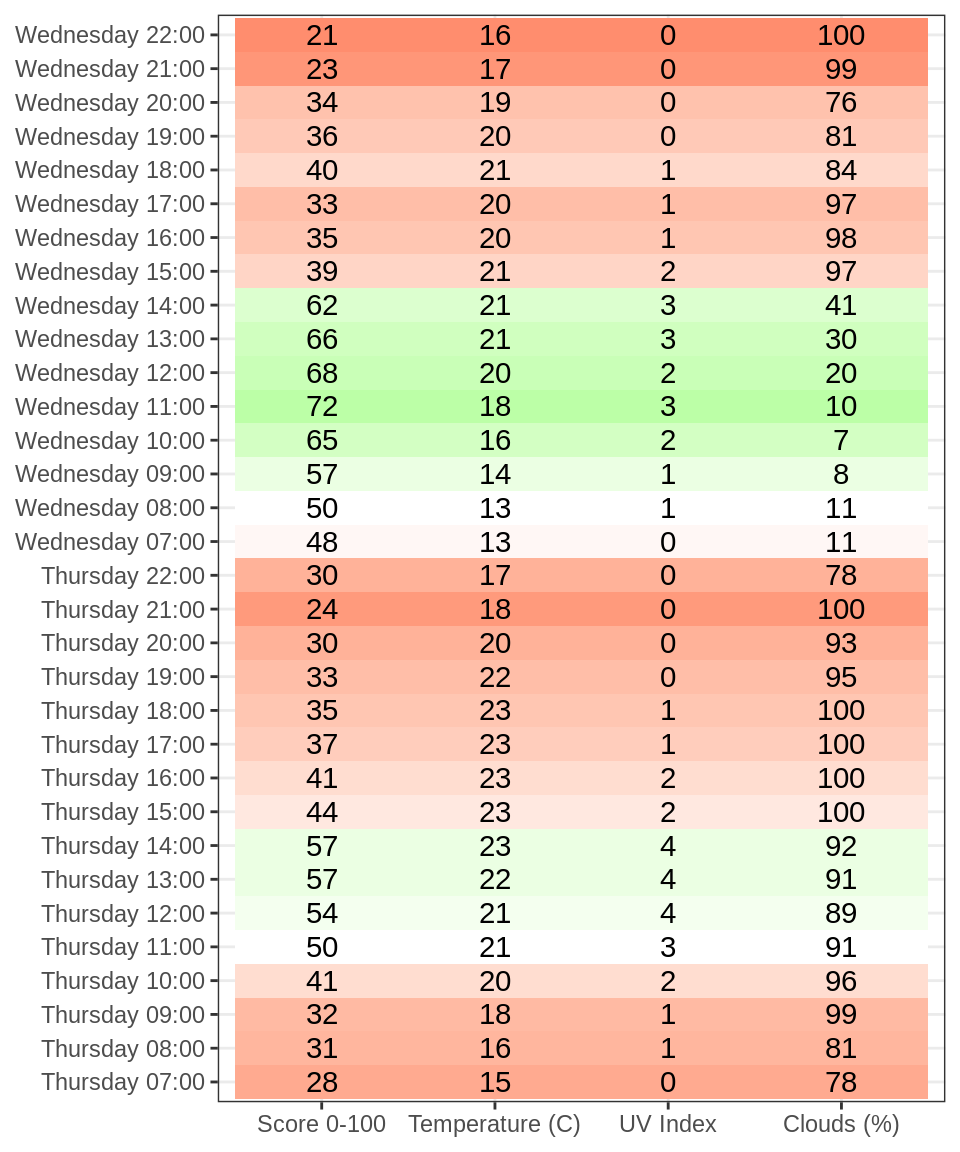 Wednesday 22:00 21 16 0 100
Wednesday 21:00 23 17 0 99
Wednesday 20:00 34 19 0 76
Wednesday 19:00 36 20 0 81
Wednesday 18:00 40 21 1 84
Wednesday 17:00 33 20 1 97
Wednesday 16:00 35 20 1 98
Wednesday 15:00 39 21 2 97
Wednesday 14:00 62 21 3 41
Wednesday 13:00 66 21 3 30
Wednesday 12:00 68 20 2 20
Wednesday 11:00 72 18 3 10
Wednesday 10:00 65 16 2 7
Wednesday 09:00 57 14 1 8
Wednesday 08:00 50 13 1 11
Wednesday 07:00 48 13 0 11
Thursday 22:00 30 17 0 78
Thursday 21:00 24 18 0 100
Thursday 20:00 30 20 0 93
Thursday 19:00 33 22 0 95
Thursday 18:00 35 23 1 100
Thursday 17:00 37 23 1 100
Thursday 16:00 41 23 2 100
Thursday 15:00 44 23 2 100
Thursday 14:00 57 23 4 92
Thursday 13:00 57 22 4 91
Thursday 12:00 54 21 4 89
Thursday 11:00 50 21 3 91
Thursday 10:00 41 20 2 96
Thursday 09:00 32 18 1 99
Thursday 08:00 31 16 1 81
Thursday 07:00 28 15 0 78
Score 0-100 Temperature (C) UV Index Clouds (%)